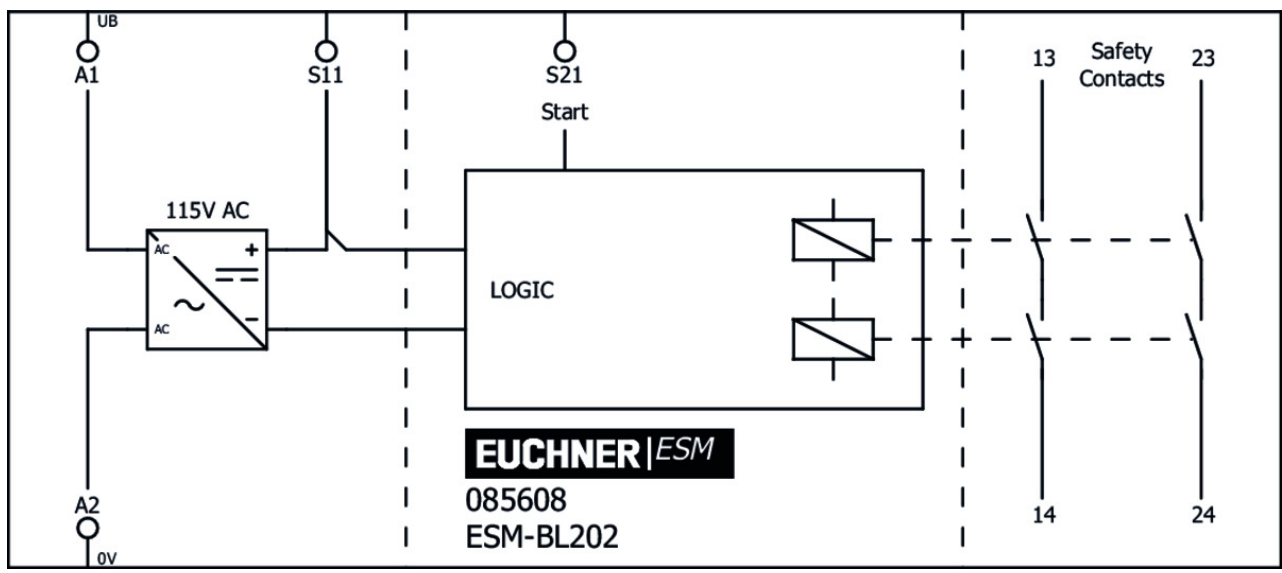 UB
A1
S11
S21
Start
13
Safety
Contacts
23
115V AC
AC
+
AC
-
LOGIC
EUCHNER|ESM
085608
ESM-BL202
A2
0V
14
24